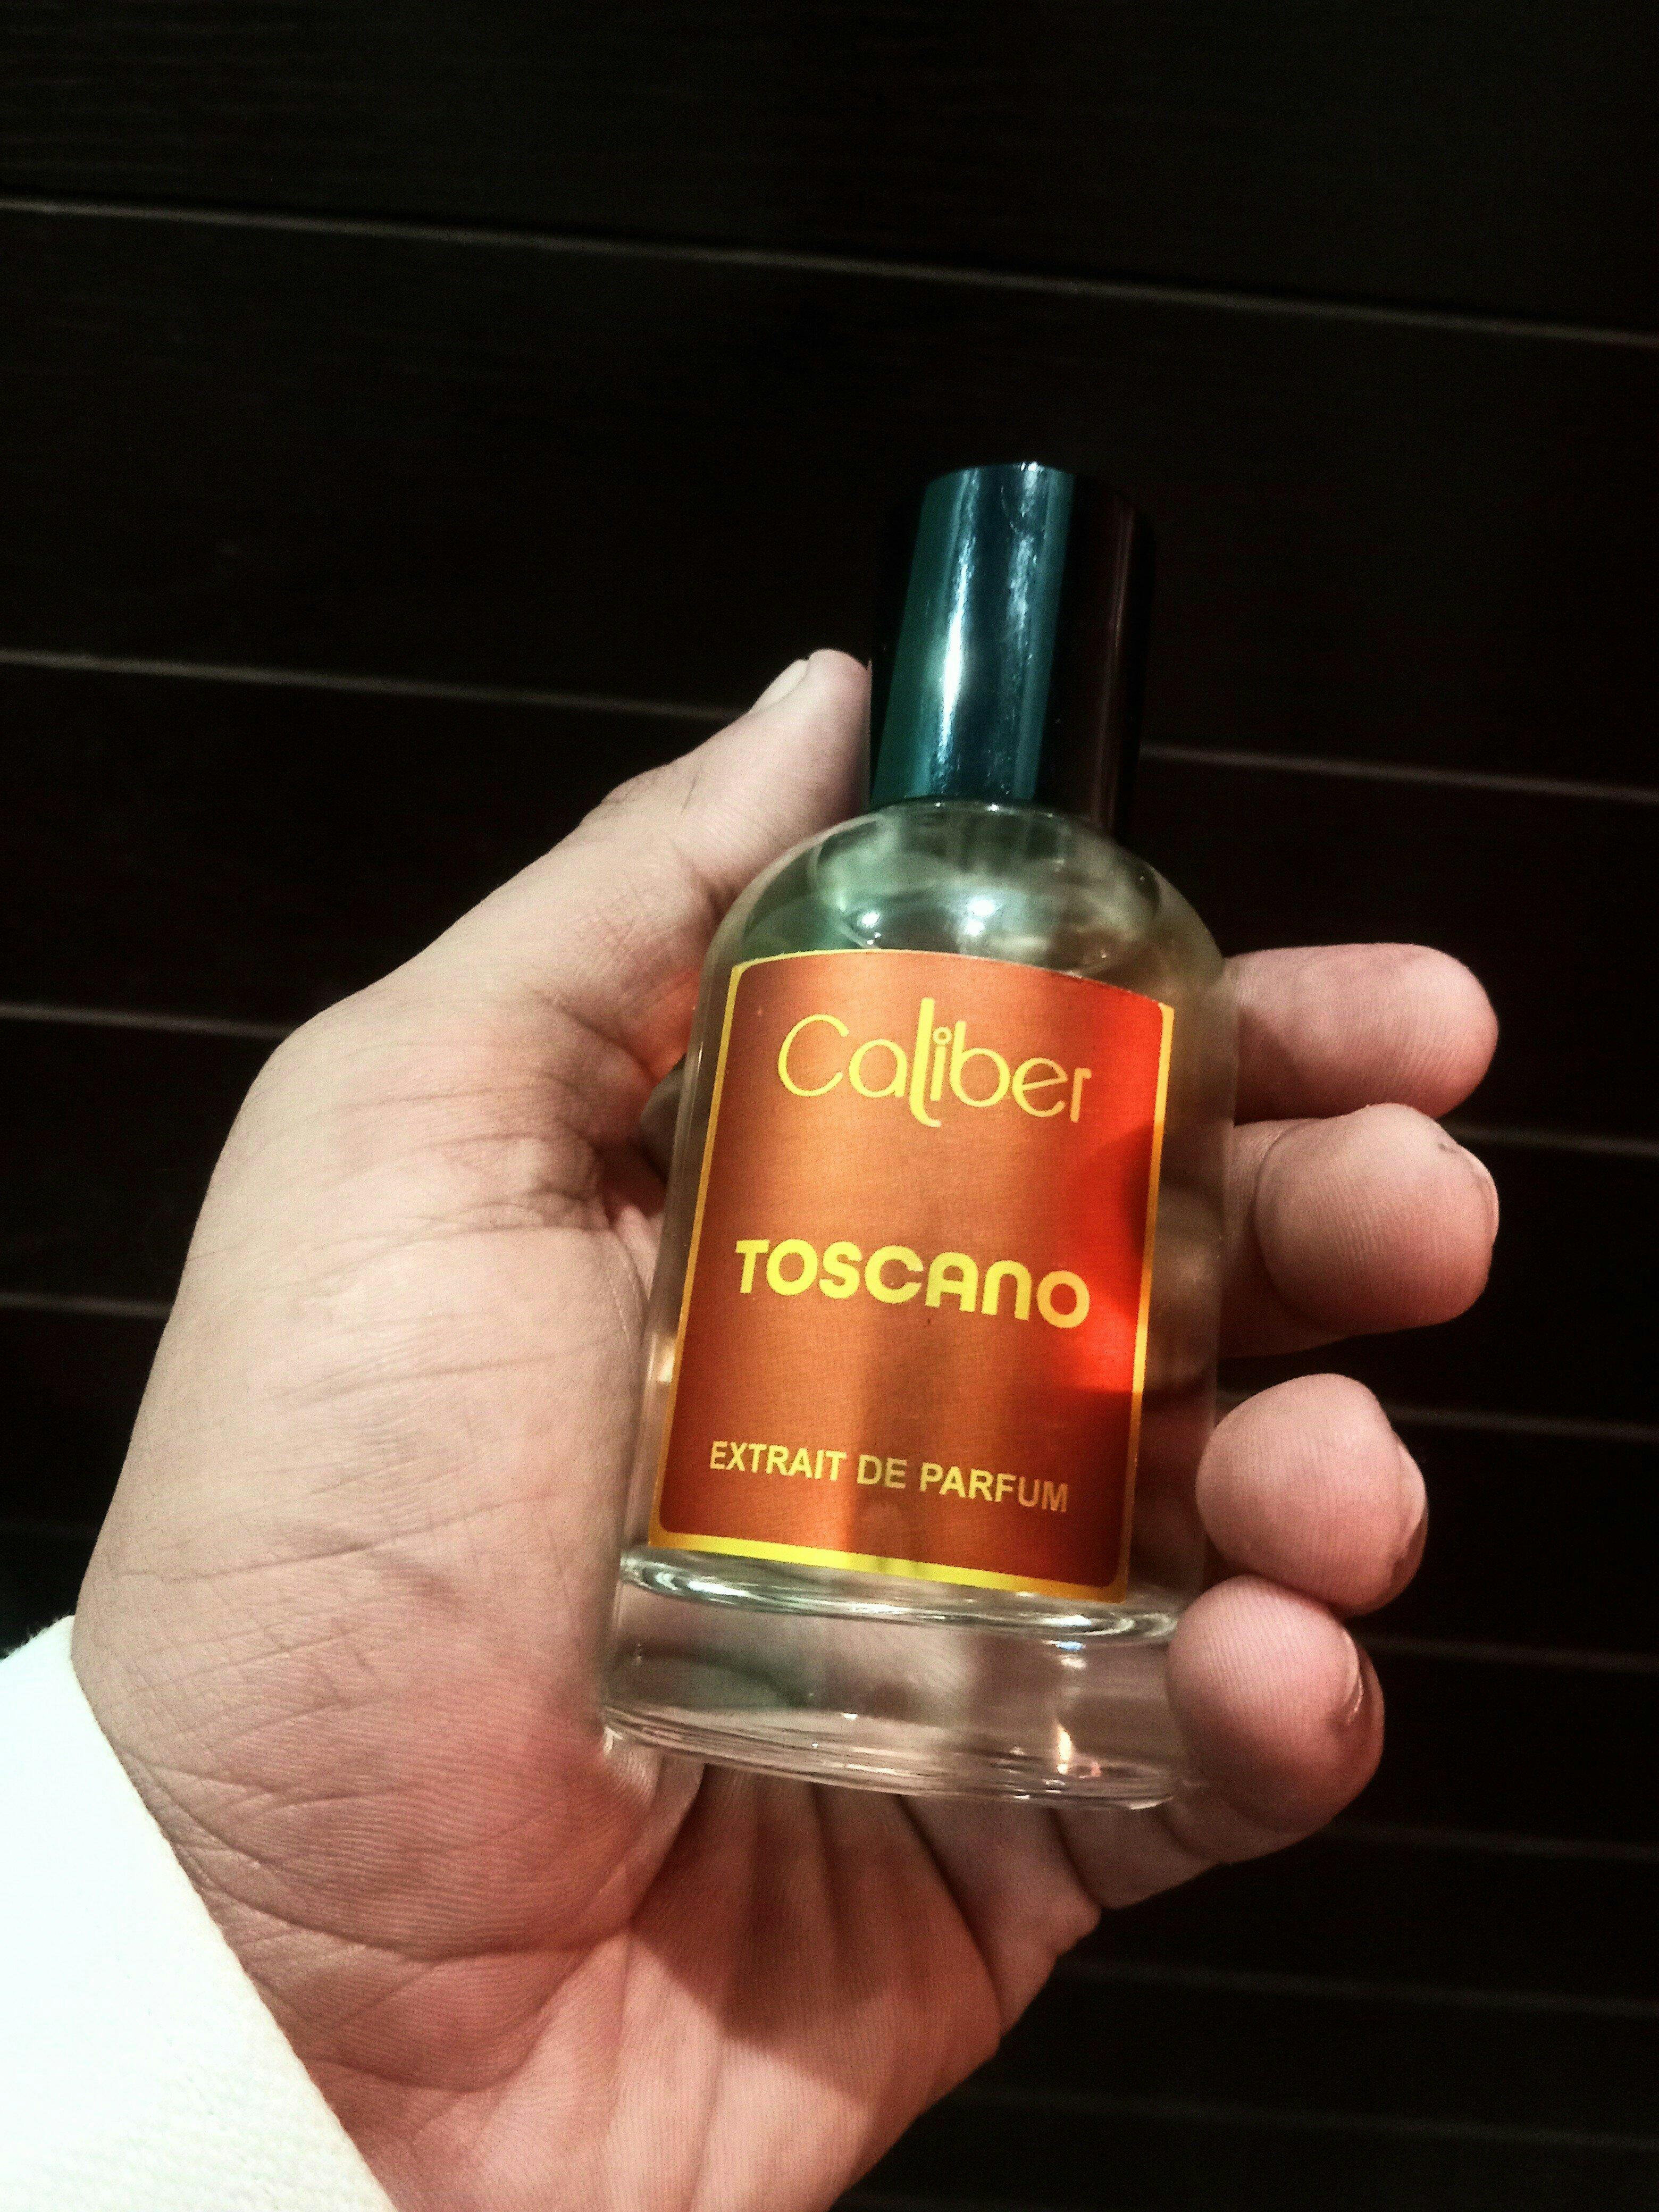 Caliber
TOSCANO
EXTRAIT DE PARFUM